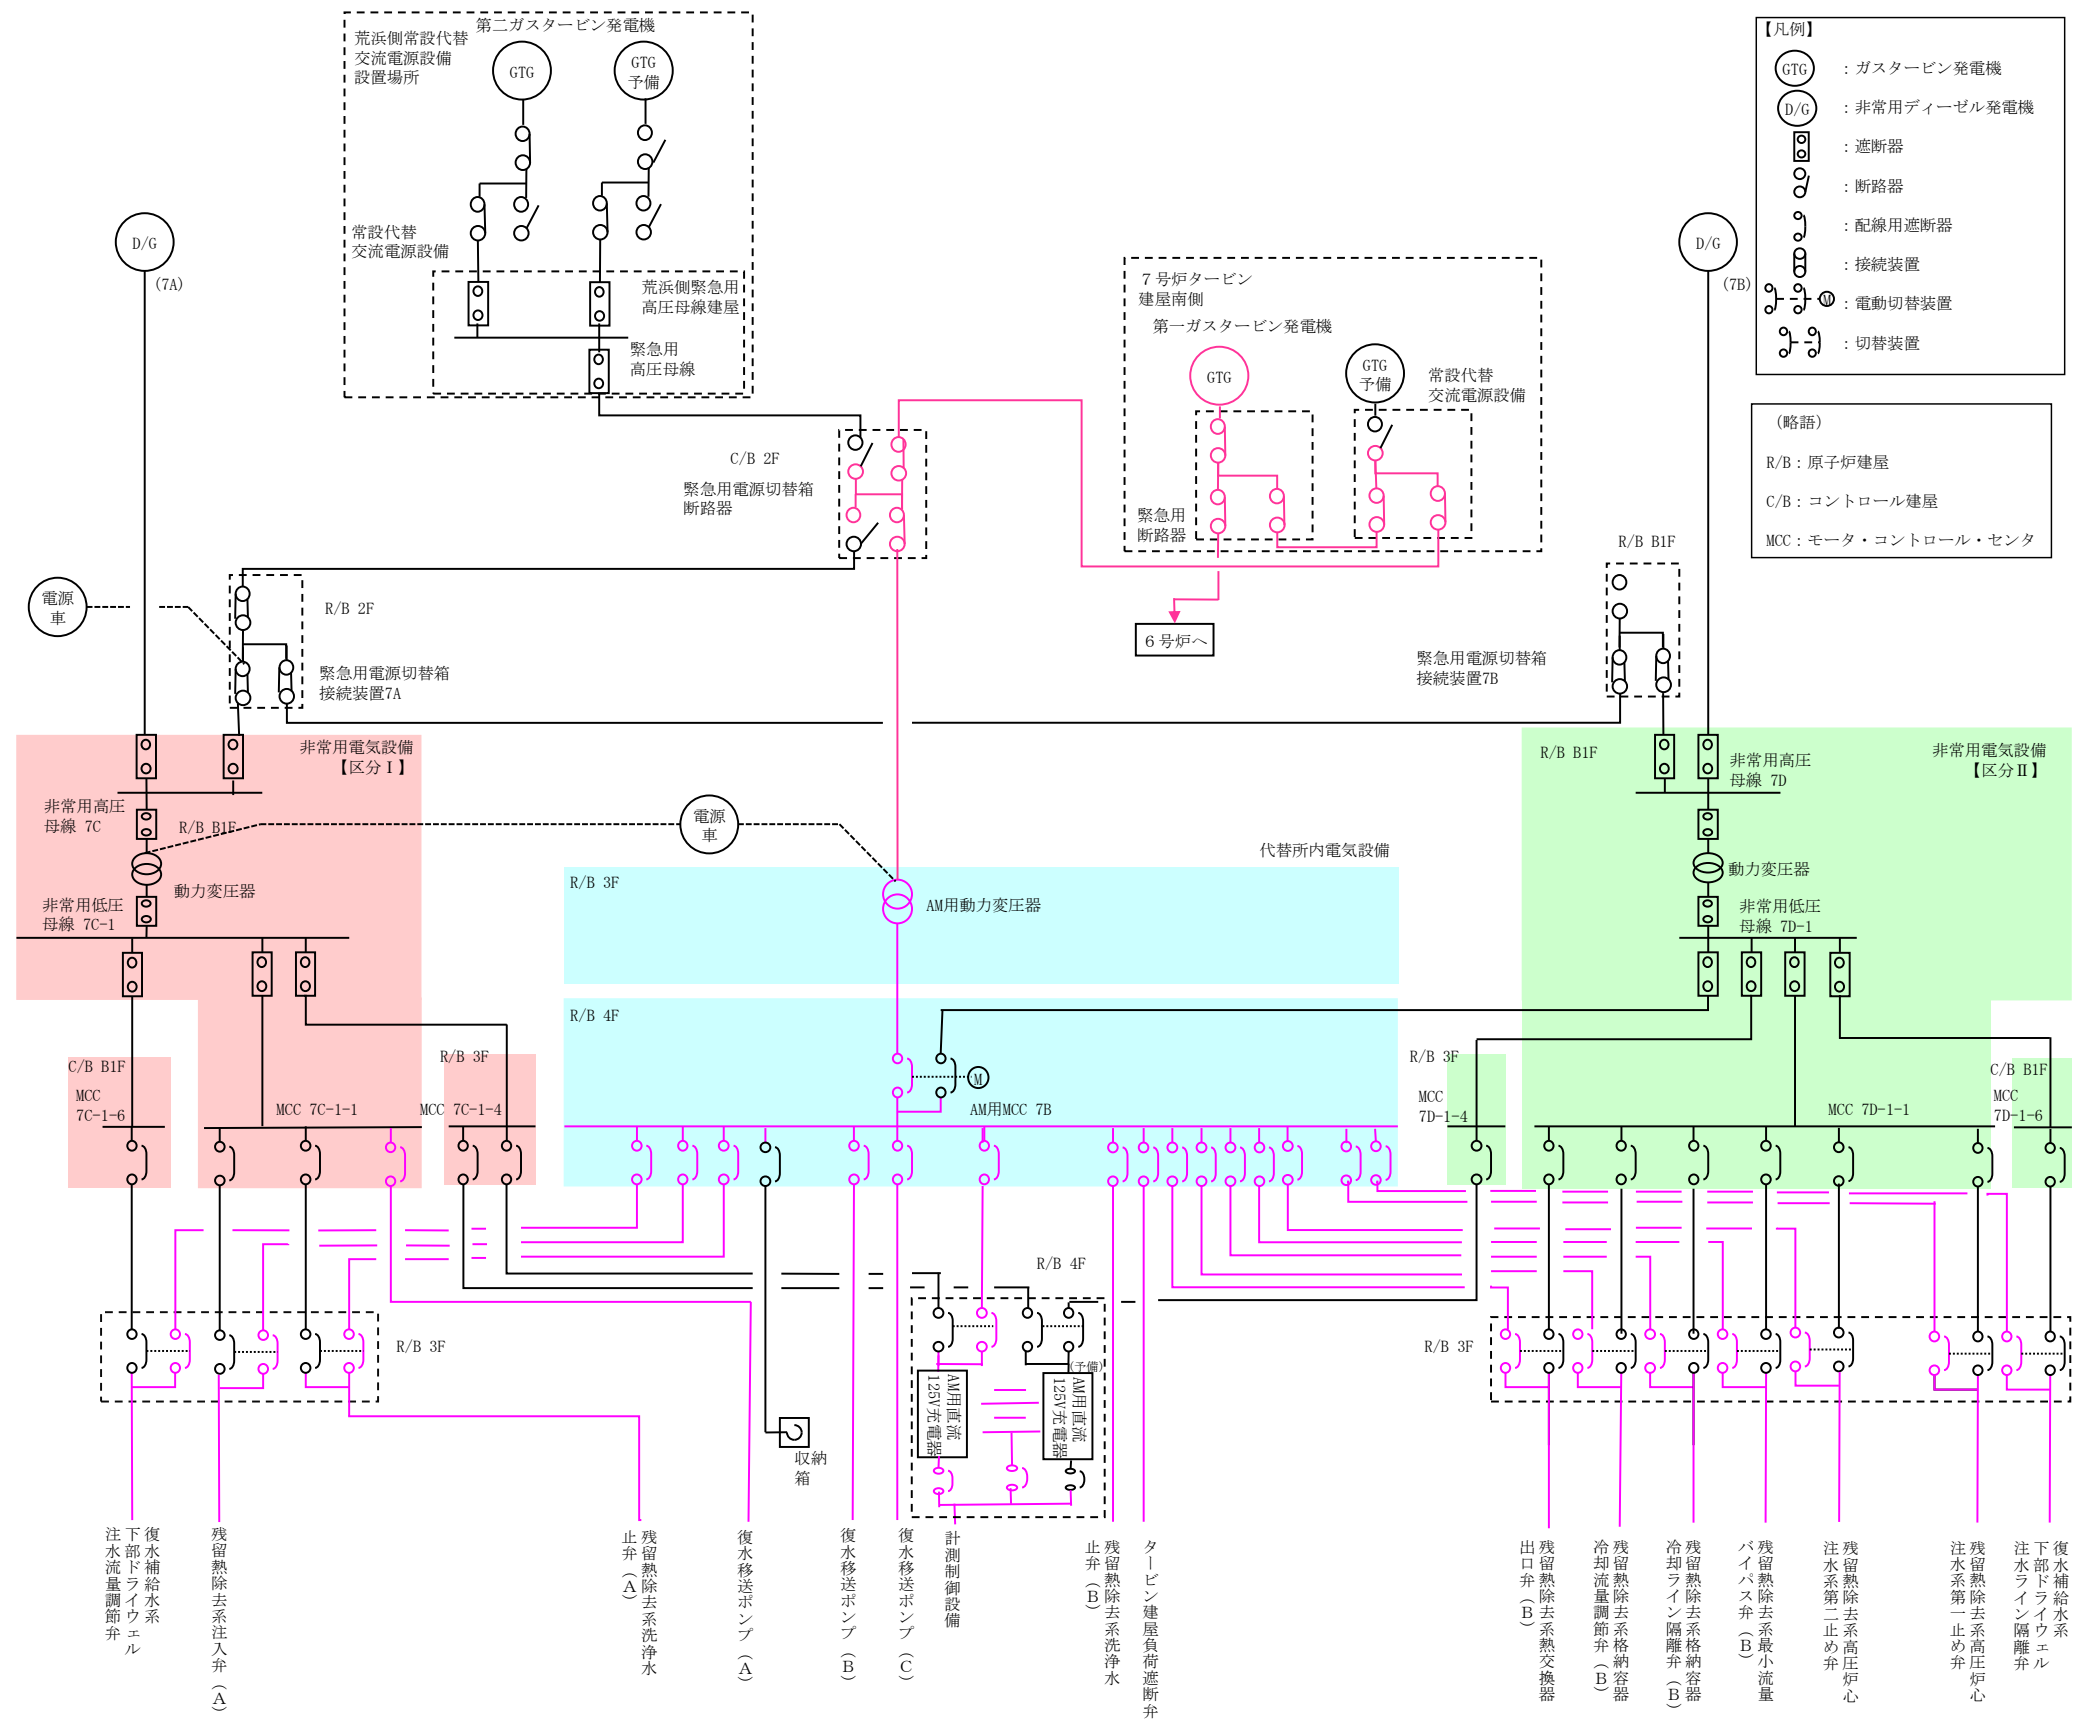 第二ガスタービン発電機
荒浜側常設代替
交流電源設備
設置場所
GTG
GTG
予備
常設代替
交流電源設備
荒浜側緊急用
高圧母線建屋
緊急用
高圧母線
D/G
(7A)
【凡例】
GTG
：ガスタービン発電機
D/G
：非常用ディーゼル発電機
：遮断器
：断路器
：配線用遮断器
：接続装置
M
：電動切替装置
：切替装置
（略語）
R/B：原子炉建屋
C/B：コントロール建屋
MCC：モータ・コントロール・センタ
D/G
(7B)
７号炉タービン
建屋南側
第一ガスタービン発電機
GTG
GTG
予備
常設代替
交流電源設備
緊急用
断路器
６号炉へ
C/B 2F
緊急用電源切替箱
断路器
電源
車
R/B 2F
緊急用電源切替箱
接続装置7A
R/B B1F
緊急用電源切替箱
接続装置7B
非常用電気設備
【区分Ⅰ】
非常用高圧
母線 7C
R/B B1F
動力変圧器
非常用低圧
母線 7C-1
電源
車
代替所内電気設備
R/B 3F
AM用動力変圧器
R/B 4F
M
AM用MCC 7B
R/B B1F
非常用電気設備
【区分Ⅱ】
非常用高圧
母線 7D
動力変圧器
非常用低圧
母線 7D-1
C/B B1F
MCC
7C-1-6
MCC 7C-1-1
R/B 3F
MCC 7C-1-4
R/B 3F
MCC
7D-1-4
MCC 7D-1-1
C/B B1F
MCC
7D-1-6
R/B 3F
R/B 4F
(予備)
AM用直流
125V充電器
AM用直流
125V充電器
収納
箱
R/B 3F
復水補給水系
下部ドライウェル
注水流量調節弁
残留熱除去系注入弁（Ａ）
残留熱除去系洗浄水
止弁（Ａ）
復水移送ポンプ（Ａ）
復水移送ポンプ（Ｂ）
復水移送ポンプ（Ｃ）
計測制御設備
残留熱除去系洗浄水
止弁（Ｂ）
タービン建屋負荷遮断弁
残留熱除去系熱交換器
出口弁（Ｂ）
残留熱除去系格納容器
冷却流量調節弁（Ｂ）
残留熱除去系格納容器
冷却ライン隔離弁（Ｂ）
残留熱除去系最小流量
バイパス弁（Ｂ）
残留熱除去系高圧炉心
注水系第二止め弁
残留熱除去系高圧炉心
注水系第一止め弁
復水補給水系
下部ドライウェル
注水ライン隔離弁